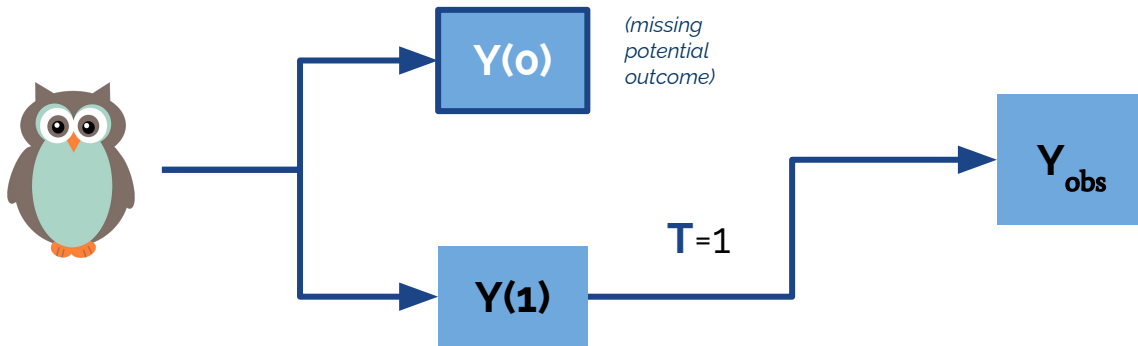 Y(0)
(missing
potential
outcome)
Y obs
T=1
Y(1)